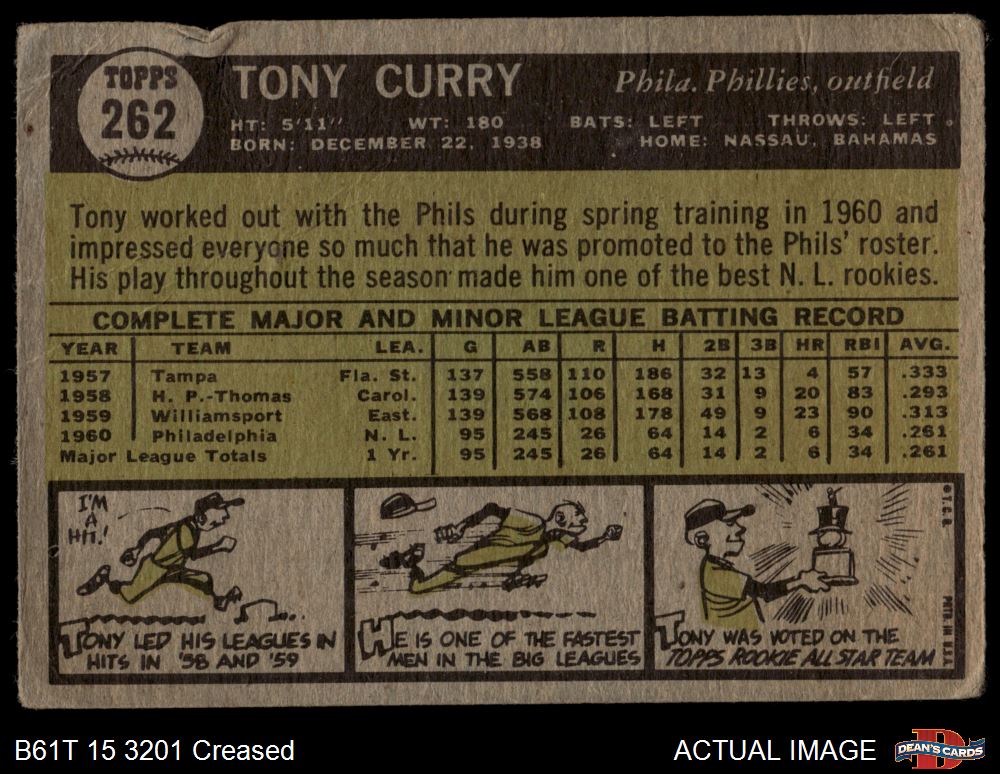 TOPPS
262
TONY CURRY
Phila. Phillies, outfield
HT: 5'11" WT: 180 BATS: LEFT THROWS: LEFT
BORN: DECEMBER 22, 1938 HOME: NASSAU, BAHAMAS
Tony worked out with the Phils during spring training in 1960 and
impressed everyone so much that he was promoted to the Phils' roster.
His play throughout the season made him one of the best N. L. rookies.
COMPLETE MAJOR AND MINOR LEAGUE BATTING RECORD
YEAR TEAM LEA. G AB R H 2B 3B HR RBI AVG.
1957 Tampa Fla. St. 137 558 110 186 32 13 4 57 .333
1958 H. P.-Thomas Carol. 139 574 106 168 31 9 20 83 .293
1959 Williamsport East. 139 568 108 178 49 9 23 90 .313
1960 Philadelphia N. L. 95 245 26 64 14 2 6 34 .261
Major League Totals 1 Yr. 95 245 26 64 14 2 6 34 .261
I'M
A
HIT!
TONY LED HIS LEAGUES IN
HITS IN '58 AND '59
HE IS ONE OF THE FASTEST
MEN IN THE BIG LEAGUES
TONY WAS VOTED ON THE
TOPPS ROOKIE ALL STAR TEAM
© T.C.G.
PRTD. IN U.S.A.
B61T 15 3201 Creased
ACTUAL IMAGE
D
DEAN'S CARDS